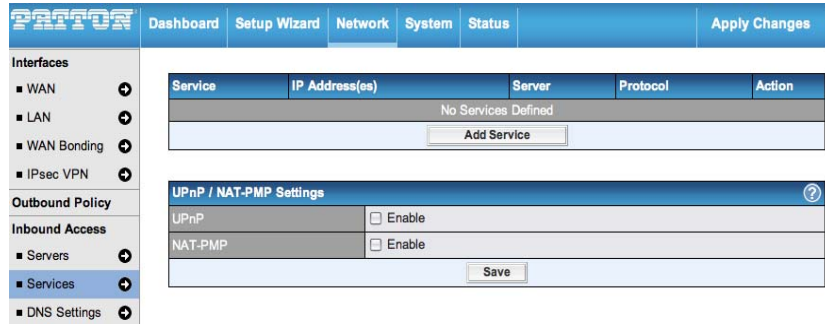 PATTON
Dashboard Setup Wizard Network System Status Apply Changes
Interfaces
WAN
LAN
WAN Bonding
IPsec VPN
Outbound Policy
Inbound Access
Servers
Services
DNS Settings
Service IP Address(es) Server Protocol Action
No Services Defined
Add Service
UPnP / NAT-PMP Settings ?
UPnP Enable
NAT-PMP Enable
Save